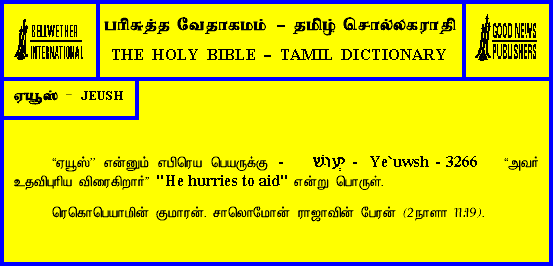 BELLWETHER
INTERNATIONAL
பரிசுத்த வேதாகமம் – தமிழ் சொல்லகராதி
THE HOLY BIBLE – TAMIL DICTIONARY
GOOD NEWS
PUBLISHERS
ஏயூஸ் – JEUSH
“ஏயூஸ்” என்னும் எபிரெய பெயருக்கு - יְעוּשׁ - Ye`uwsh - 3266 “அவர்
உதவிபுரிய விரைகிறார்” "He hurries to aid" என்று பொருள்.
ரெகொபெயாமின் குமாரன். சாலொமோன் ராஜாவின் பேரன் (2நாளா 11:19).